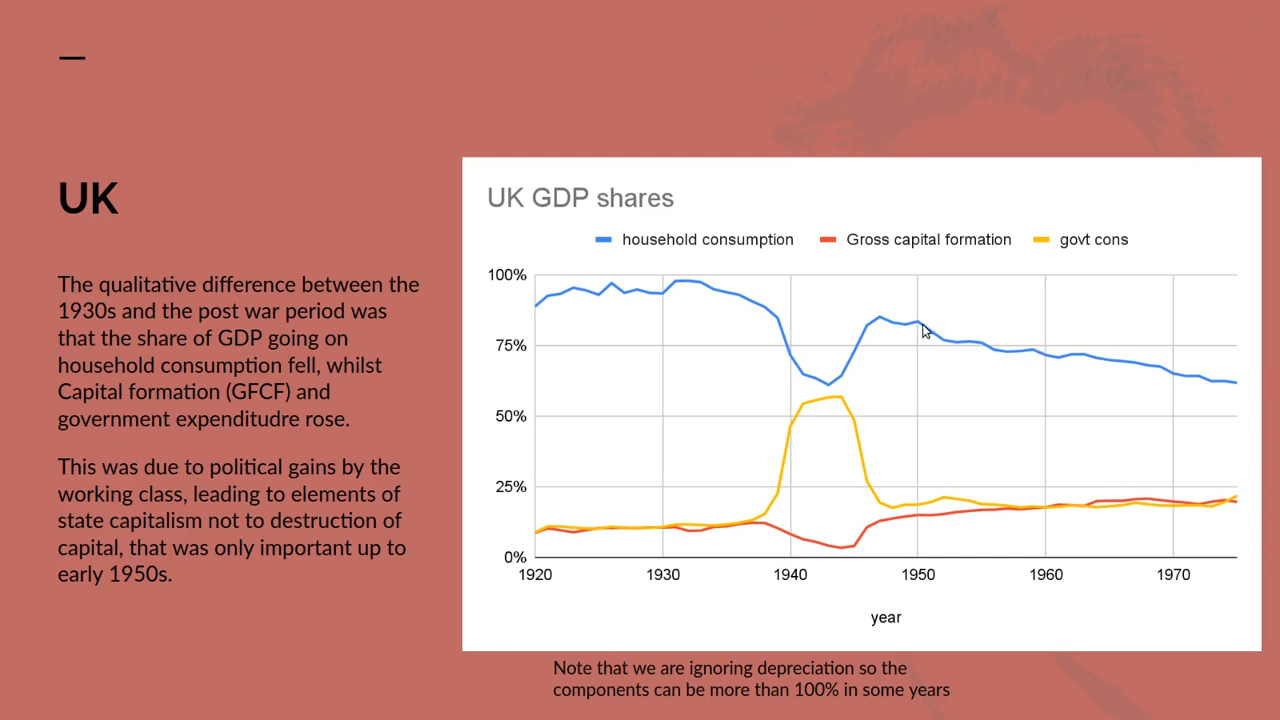 UK
The qualitative difference between the
1930s and the post war period was
that the share of GDP going on
household consumption fell, whilst
Capital formation (GFCF) and
government expenditudre rose.
This was due to political gains by the
working class, leading to elements of
state capitalism not to destruction of
capital, that was only important up to
early 1950s.
UK GDP shares
household consumption Gross capital formation govt cons
100%
75%
50%
25%
0%
1920 1930 1940 1950 1960 1970
year
Note that we are ignoring depreciation so the
components can be more than 100% in some years